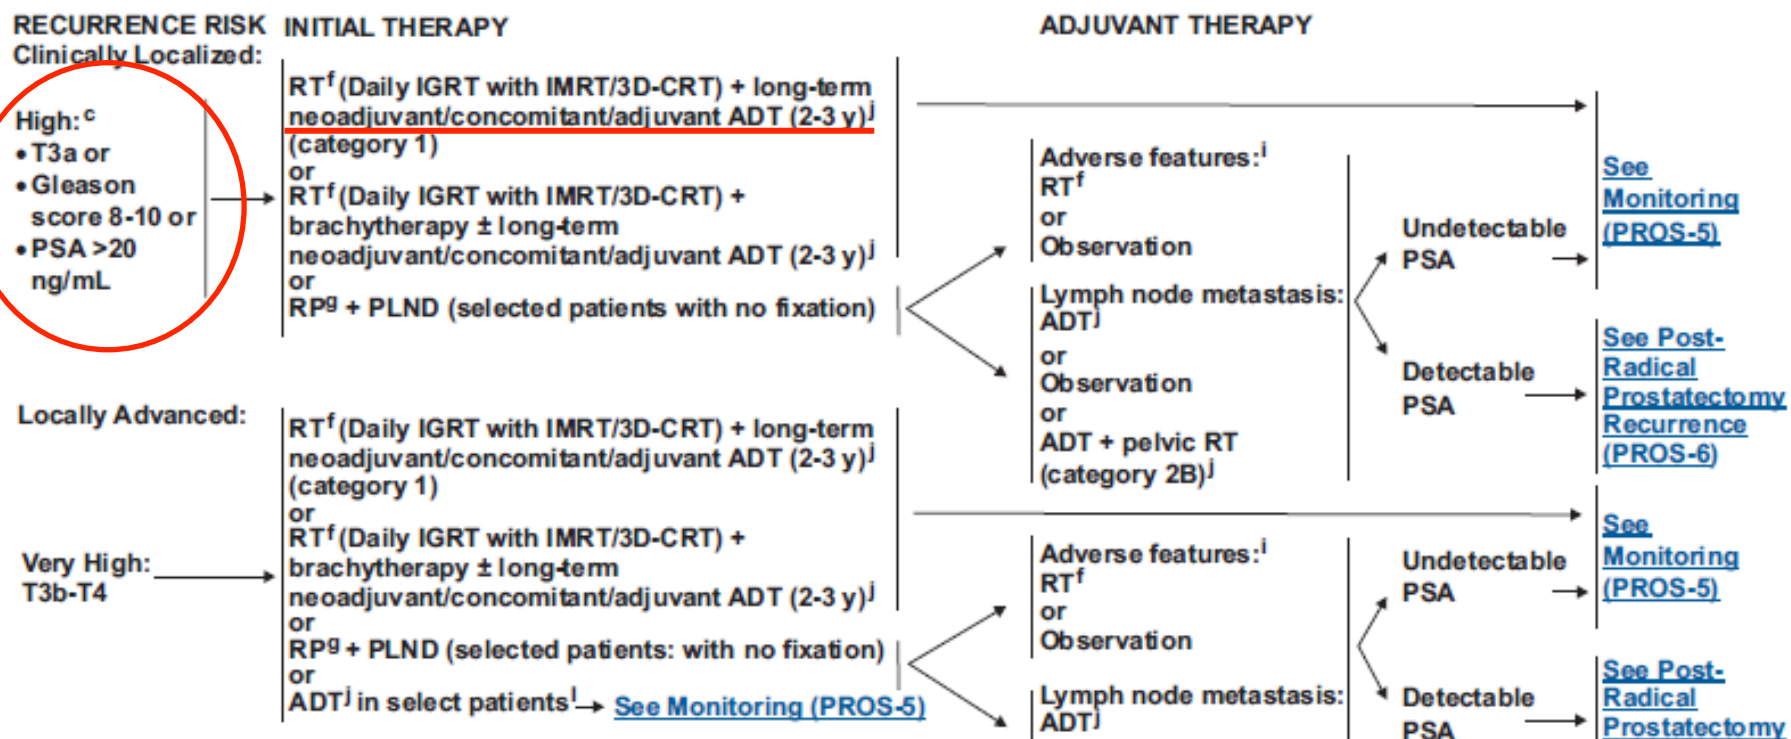 RECURRENCE RISK
Clinically Localized:
High:c
• T3a or
• Gleason
score 8-10 or
• PSA >20
ng/mL
INITIAL THERAPY
RTf (Daily IGRT with IMRT/3D-CRT) + long-term
neoadjuvant/concomitant/adjuvant ADT (2-3 y)j
(category 1)
or
RTf (Daily IGRT with IMRT/3D-CRT) +
brachytherapy ± long-term
neoadjuvant/concomitant/adjuvant ADT (2-3 y)j
or
RPg + PLND (selected patients with no fixation)
ADJUVANT THERAPY
Adverse features:i
RTf
or
Observation
Lymph node metastasis:
ADTj
or
Observation
or
ADT + pelvic RT
(category 2B)j
Undetectable
PSA
Detectable
PSA
See
Monitoring
(PROS-5)
See Post-
Radical
Prostatectomy
Recurrence
(PROS-6)
Locally Advanced:
Very High:
T3b-T4
RTf (Daily IGRT with IMRT/3D-CRT) + long-term
neoadjuvant/concomitant/adjuvant ADT (2-3 y)j
(category 1)
or
RTf (Daily IGRT with IMRT/3D-CRT) +
brachytherapy ± long-term
neoadjuvant/concomitant/adjuvant ADT (2-3 y)j
or
RPg + PLND (selected patients: with no fixation)
or
ADTj in select patientsl
See Monitoring (PROS-5)
Adverse features:i
RTf
or
Observation
Lymph node metastasis:
ADTj
Undetectable
PSA
Detectable
PSA
See
Monitoring
(PROS-5)
See Post-
Radical
Prostatectomy